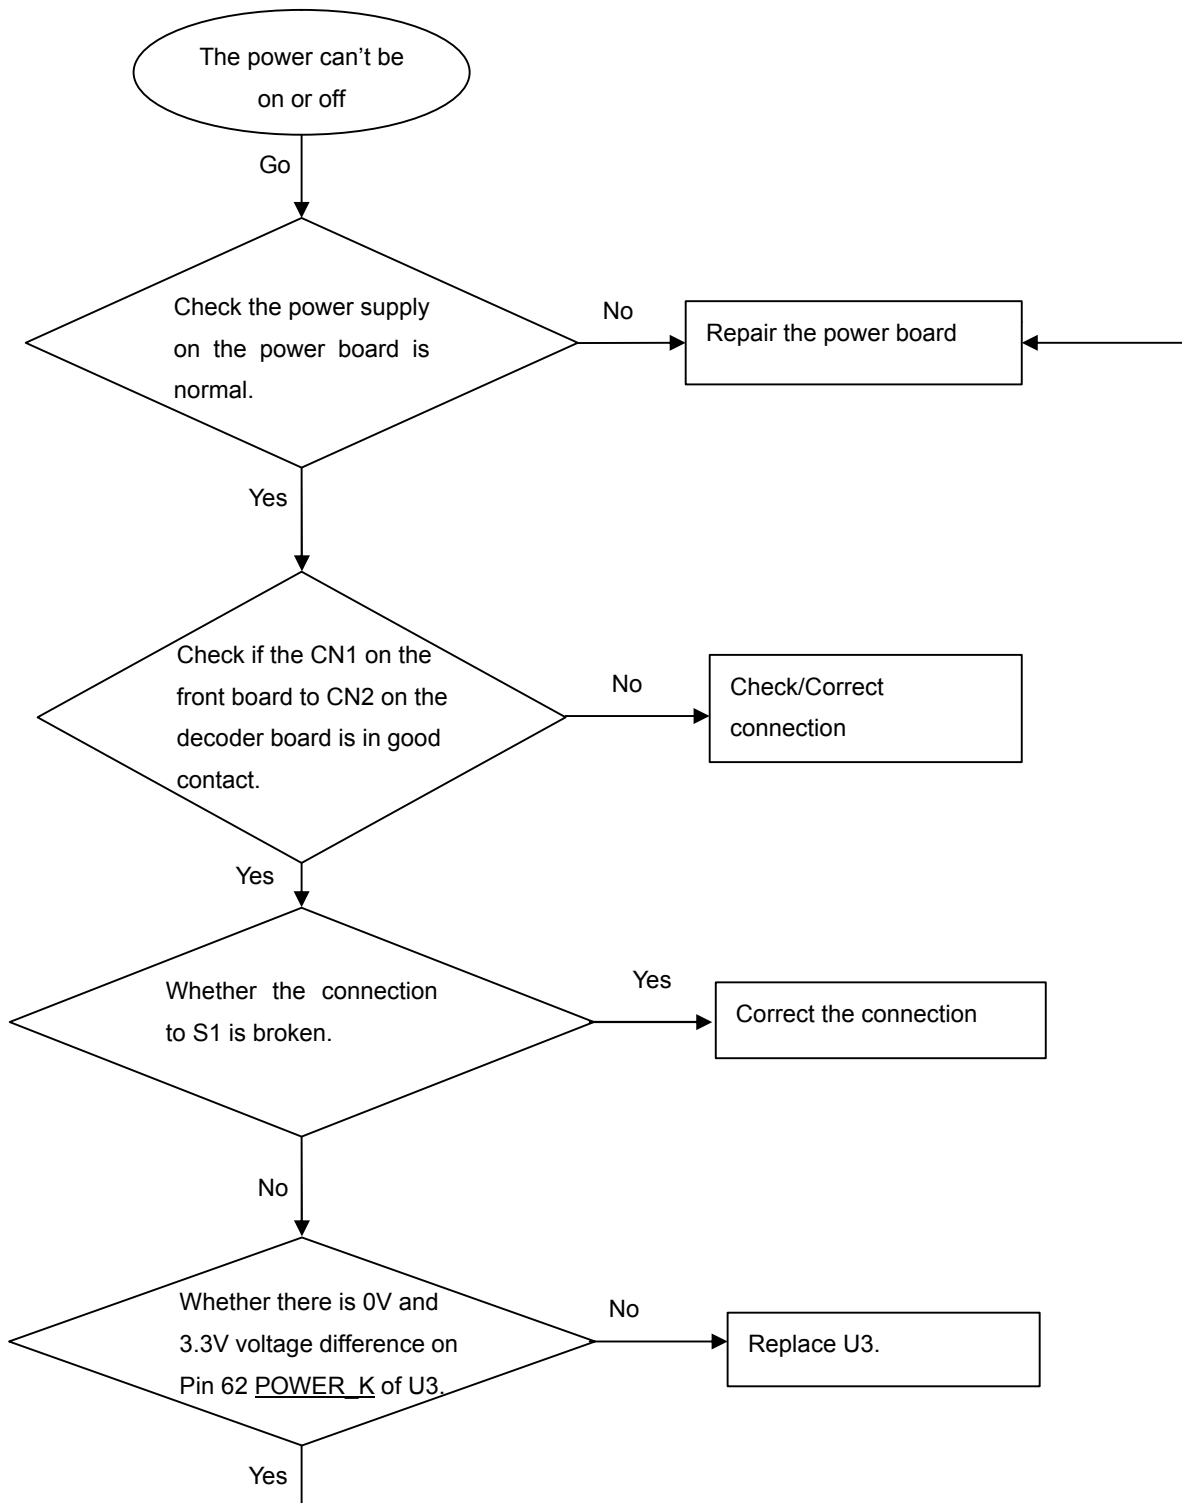 The power can't be
on or off
Go
Check the power supply
on the power board is
normal.
No
Repair the power board
Yes
Check if the CN1 on the
front board to CN2 on the
decoder board is in good
contact.
No
Check/Correct
connection
Yes
Whether the connection
to S1 is broken.
Yes
Correct the connection
No
Whether there is 0V and
3.3V voltage difference on
Pin 62 POWER_K of U3.
No
Replace U3.
Yes